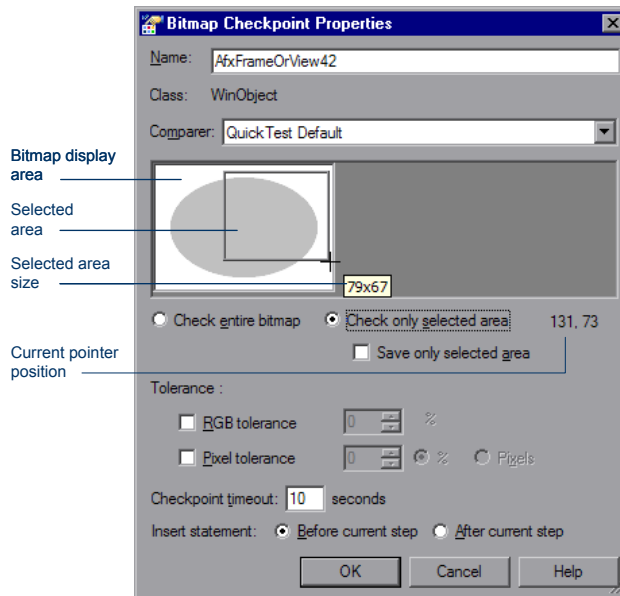 Bitmap Checkpoint Properties
Name: AfxFrameOrView42
Class: WinObject
Comparer: QuickTest Default
Bitmap display
area
Selected
area
Selected area
size
79x67
Check entire bitmap Check only selected area 131, 73
Save only selected area
Current pointer
position
Tolerance :
RGB tolerance 0 %
Pixel tolerance 0 % Pixels
Checkpoint timeout: 10 seconds
Insert statement: Before current step After current step
OK Cancel Help